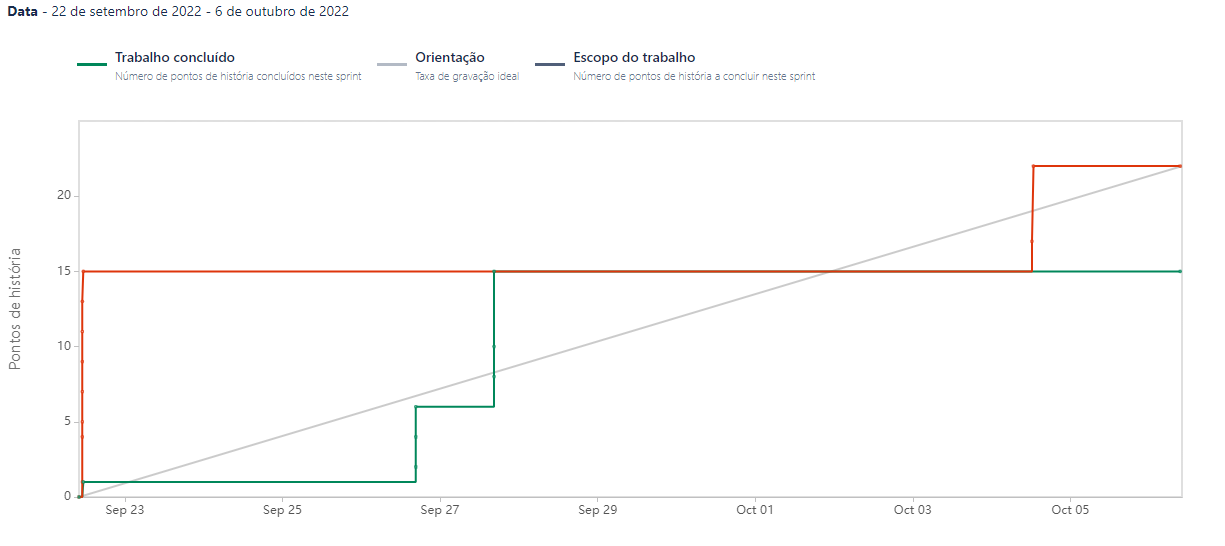 Data - 22 de setembro de 2022 - 6 de outubro de 2022
Trabalho concluído
Número de pontos de história concluídos neste sprint
Orientação
Taxa de gravação ideal
Escopo do trabalho
Número de pontos de história a concluir neste sprint
Pontos de história
20
15
10
5
0
Sep 23 Sep 25 Sep 27 Sep 29 Oct 01 Oct 03 Oct 05